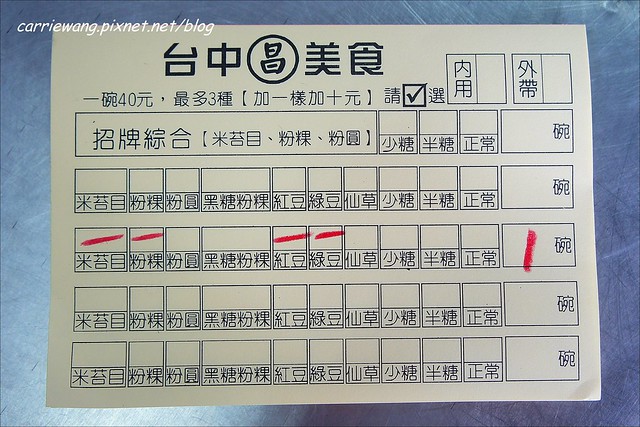 carriewang.pixnet.net/blog
台中昌美食 內用 外帶
一碗40元，最多3種【加一樣加十元】請☑選
招牌綜合【米苔目、粉粿、粉圓】 少糖 半糖 正常 碗
米苔目 粉粿 粉圓 黑糖粉粿 紅豆 綠豆 仙草 少糖 半糖 正常 碗
米苔目 粉粿 粉圓 黑糖粉粿 紅豆 綠豆 仙草 少糖 半糖 正常 1 碗
米苔目 粉粿 粉圓 黑糖粉粿 紅豆 綠豆 仙草 少糖 半糖 正常 碗
米苔目 粉粿 粉圓 黑糖粉粿 紅豆 綠豆 仙草 少糖 半糖 正常 碗